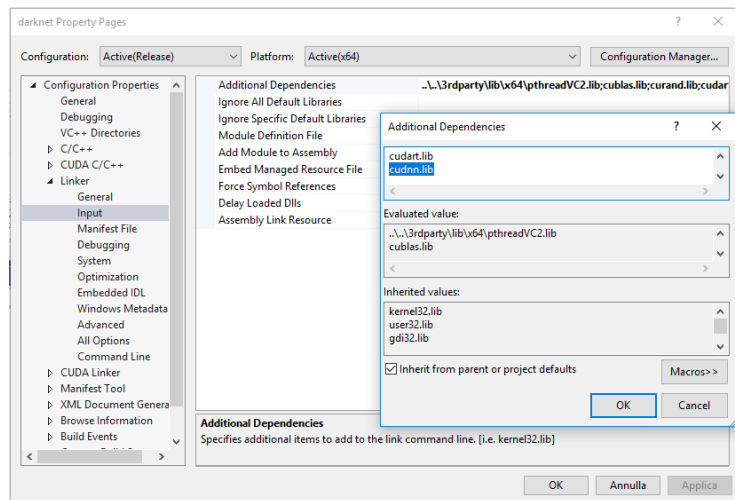 darknet Property Pages
? ×
Configuration: Active(Release) Platform: Active(x64) Configuration Manager...
Configuration Properties
General
Debugging
VC++ Directories
C/C++
CUDA C/C++
Linker
General
Input
Manifest File
Debugging
System
Optimization
Embedded IDL
Windows Metadata
Advanced
All Options
Command Line
CUDA Linker
Manifest Tool
XML Document Genera
Browse Information
Build Events
Additional Dependencies ..\..\3rdparty\lib\x64\pthreadVC2.lib;cublas.lib;curand.lib;cudar
Ignore All Default Libraries
Ignore Specific Default Libraries
Module Definition File
Add Module to Assembly
Embed Managed Resource File
Force Symbol References
Delay Loaded Dlls
Assembly Link Resource
Additional Dependencies
Specifies additional items to add to the link command line. [i.e. kernel32.lib]
Additional Dependencies
? ×
cudart.lib
cudnn.lib
Evaluated value:
..\..\3rdparty\lib\x64\pthreadVC2.lib
cublas.lib
Inherited values:
kernel32.lib
user32.lib
gdi32.lib
Inherit from parent or project defaults
Macros>>
OK Cancel
OK Annulla Applica